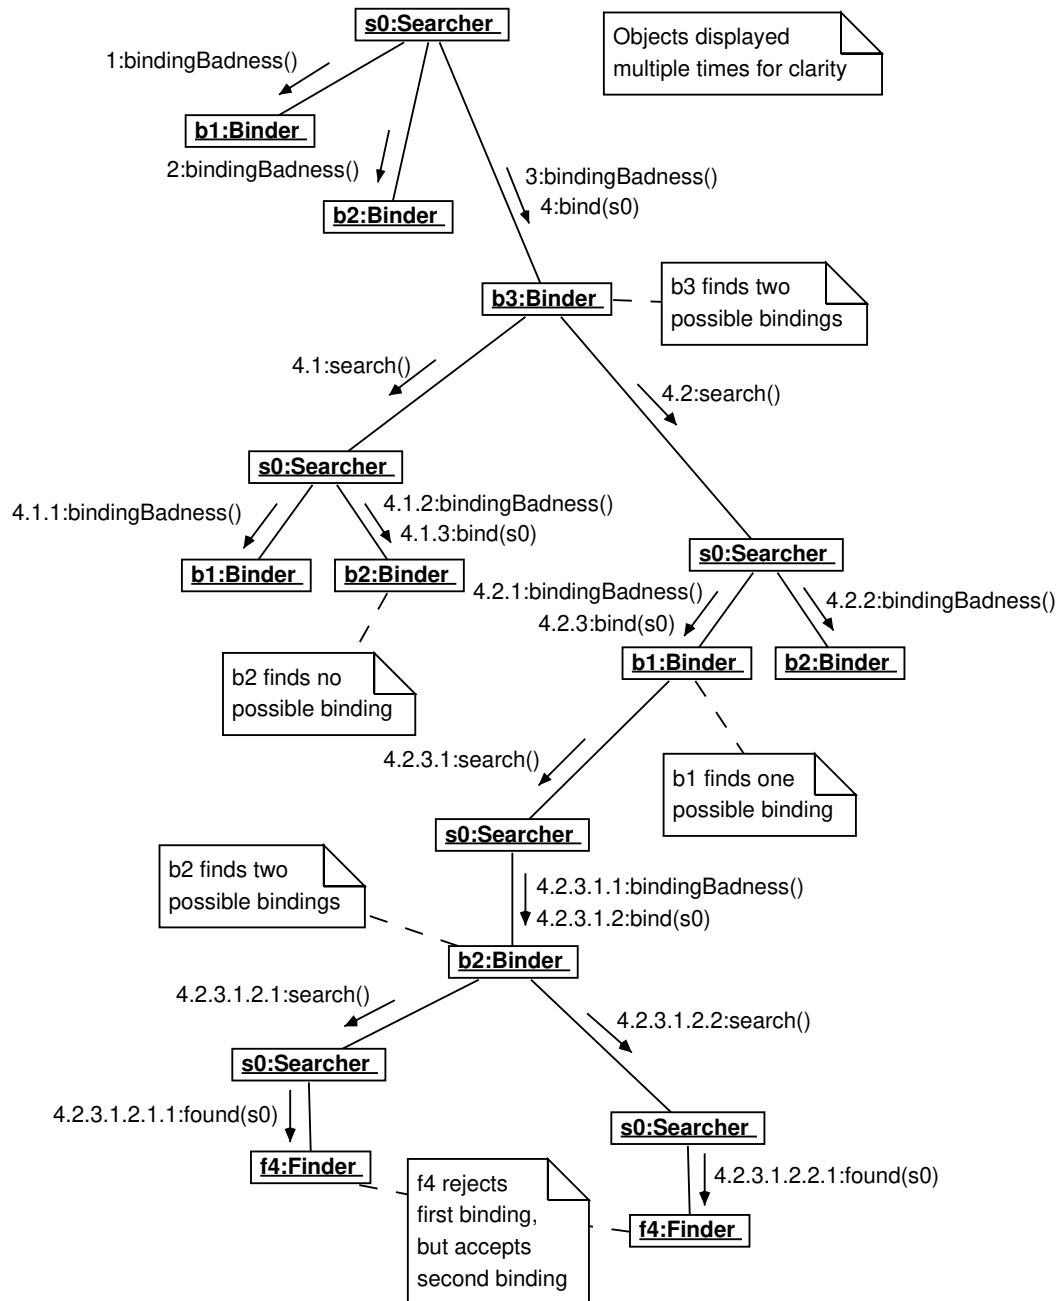 s0:Searcher
Objects displayed
multiple times for clarity
1:bindingBadness()
b1:Binder
2:bindingBadness()
b2:Binder
3:bindingBadness()
4:bind(s0)
b3:Binder
b3 finds two
possible bindings
4.1:search()
4.2:search()
s0:Searcher
4.1.1:bindingBadness()
4.1.2:bindingBadness()
4.1.3:bind(s0)
b1:Binder
b2:Binder
s0:Searcher
4.2.1:bindingBadness()
4.2.3:bind(s0)
4.2.2:bindingBadness()
b1:Binder
b2:Binder
b2 finds no
possible binding
4.2.3.1:search()
b1 finds one
possible binding
s0:Searcher
b2 finds two
possible bindings
4.2.3.1.1:bindingBadness()
4.2.3.1.2:bind(s0)
b2:Binder
4.2.3.1.2.1:search()
4.2.3.1.2.2:search()
s0:Searcher
4.2.3.1.2.1.1:found(s0)
s0:Searcher
f4:Finder
4.2.3.1.2.2.1:found(s0)
f4 rejects
first binding,
but accepts
second binding
f4:Finder